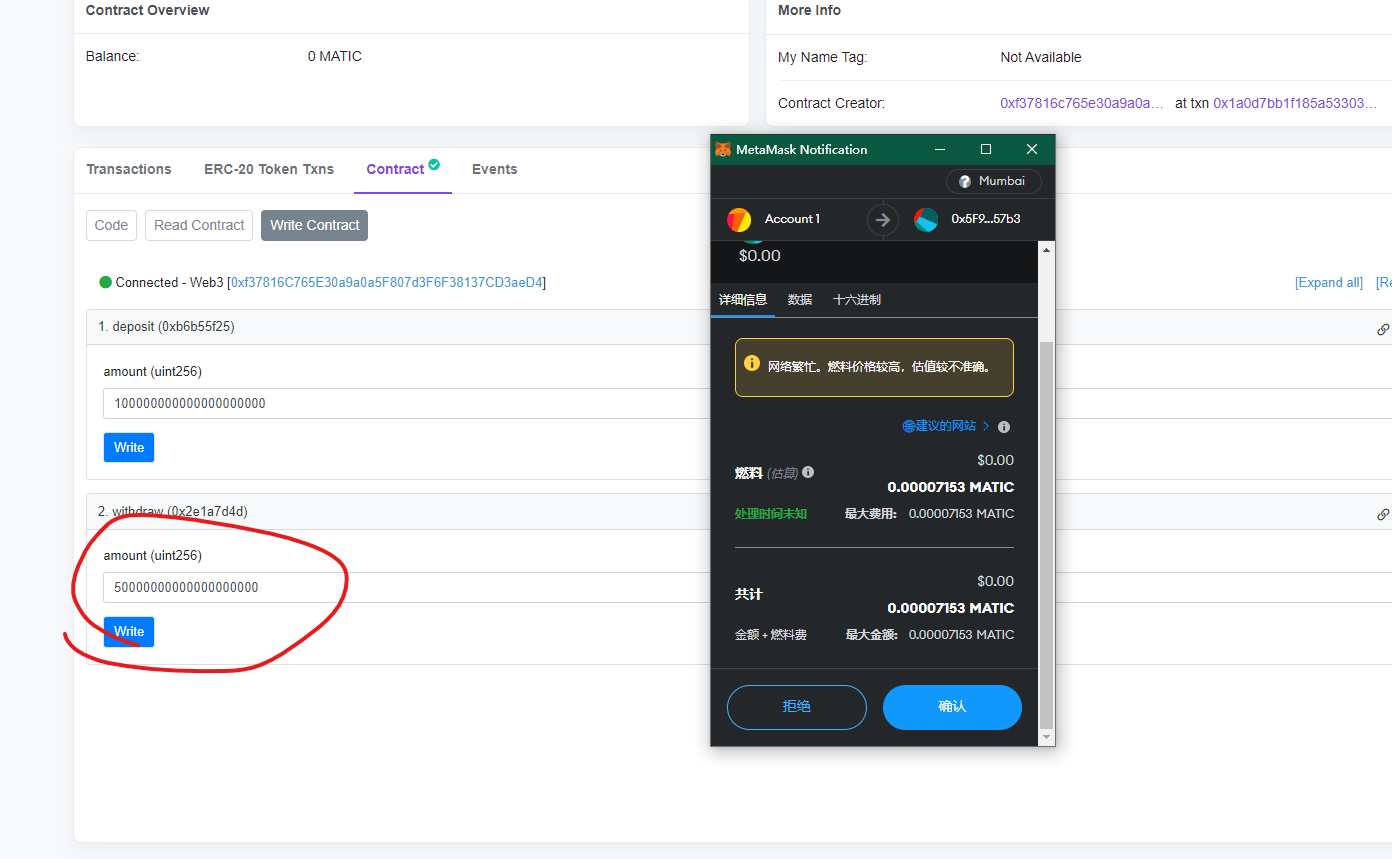 Contract Overview
Balance: 0 MATIC
More Info
My Name Tag: Not Available
Contract Creator: 0xf37816c765e30a9a0a… at txn 0x1a0d7bb1f185a53303…
Transactions ERC-20 Token Txns Contract Events
Code Read Contract Write Contract
Connected - Web3 [0xf37816C765E30a9a0a5F807d3F6F38137CD3aeD4]
[Expand all] [Re
1. deposit (0xb6b55f25)
amount (uint256)
100000000000000000000
Write
2. withdraw (0x2e1a7d4d)
amount (uint256)
50000000000000000000
Write
MetaMask Notification
Mumbai
Account 1 0x5F9...57b3
$0.00
详细信息 数据 十六进制
网络繁忙。燃料价格较高，估值较不准确。
建议的网站
$0.00
燃料 (估算)
0.00007153 MATIC
处理时间未知 最大费用: 0.00007153 MATIC
$0.00
共计
0.00007153 MATIC
金额 + 燃料费 最大金额: 0.00007153 MATIC
拒绝 确认